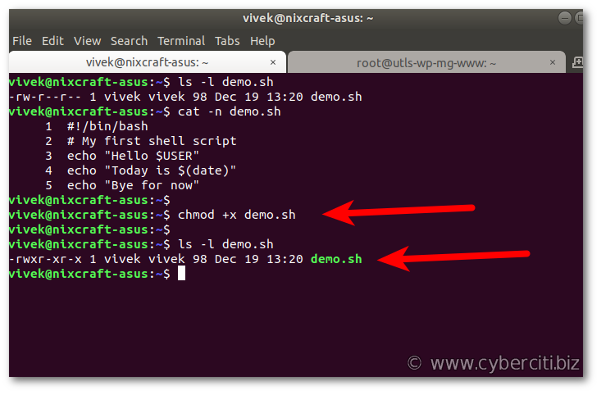 vivek@nixcraft-asus: ~
File Edit View Search Terminal Tabs Help
vivek@nixcraft-asus: ~ × root@utls-wp-mg-www: ~ ×
vivek@nixcraft-asus:~$ ls -l demo.sh
-rw-r--r-- 1 vivek vivek 98 Dec 19 13:20 demo.sh
vivek@nixcraft-asus:~$ cat -n demo.sh
1 #!/bin/bash
2 # My first shell script
3 echo "Hello $USER"
4 echo "Today is $(date)"
5 echo "Bye for now"
vivek@nixcraft-asus:~$
vivek@nixcraft-asus:~$ chmod +x demo.sh
vivek@nixcraft-asus:~$
vivek@nixcraft-asus:~$ ls -l demo.sh
-rwxr-xr-x 1 vivek vivek 98 Dec 19 13:20 demo.sh
vivek@nixcraft-asus:~$
© www.cyberciti.biz